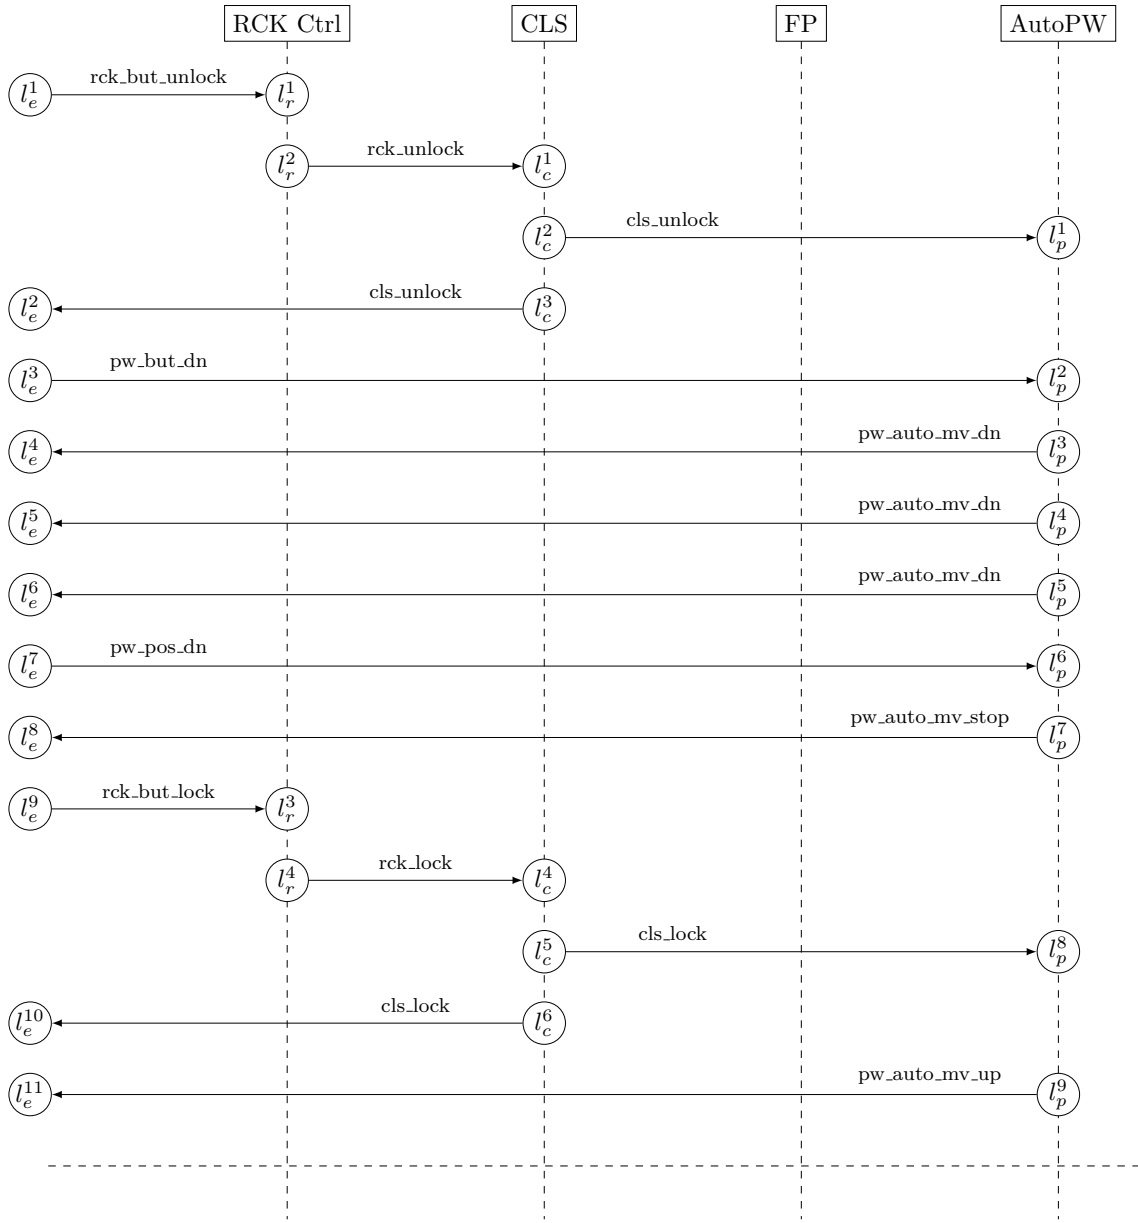 RCK Ctrl CLS FP AutoPW
rck_but_unlock
l_e^1 l_r^1
rck_unlock
l_r^2 l_c^1
cls_unlock
l_c^2 l_p^1
cls_unlock
l_e^2 l_c^3
pw_but_dn
l_e^3 l_p^2
pw_auto_mv_dn
l_e^4 l_p^3
pw_auto_mv_dn
l_e^5 l_p^4
pw_auto_mv_dn
l_e^6 l_p^5
pw_pos_dn
l_e^7 l_p^6
pw_auto_mv_stop
l_e^8 l_p^7
rck_but_lock
l_e^9 l_r^3
rck_lock
l_r^4 l_c^4
cls_lock
l_c^5 l_p^8
cls_lock
l_e^10 l_c^6
pw_auto_mv_up
l_e^11 l_p^9